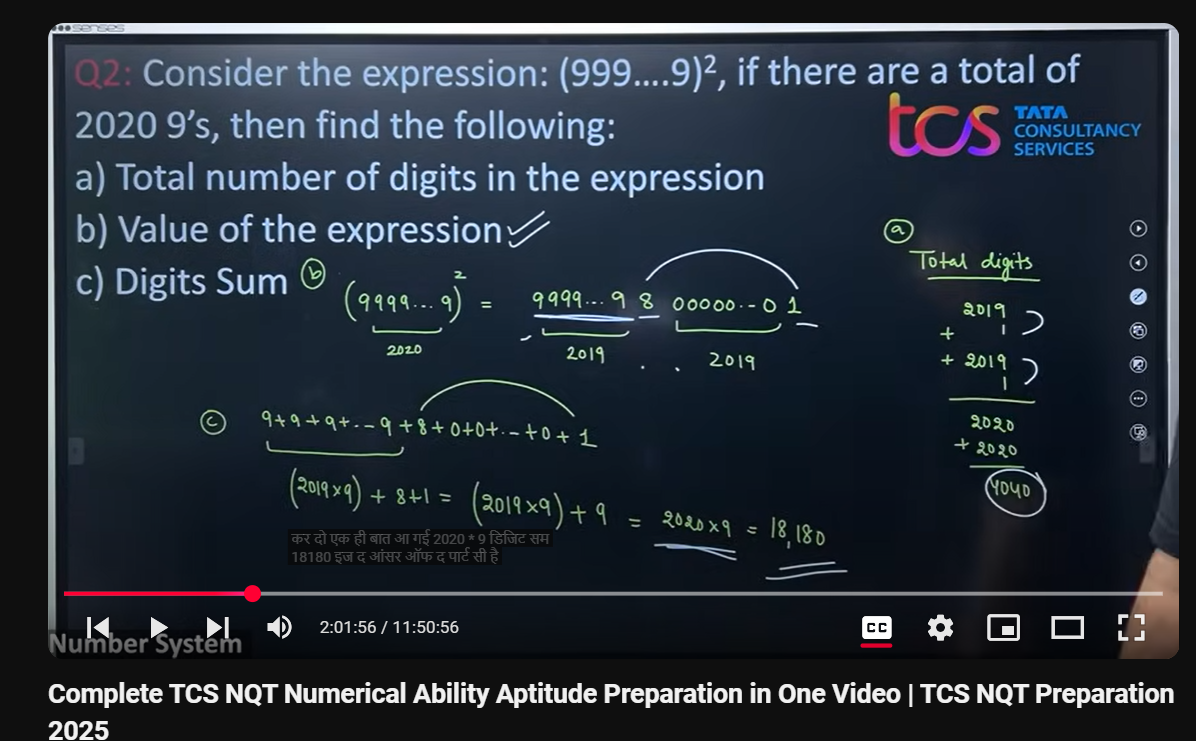 senses
Q2: Consider the expression: (999....9)², if there are a total of
2020 9's, then find the following:
tcs TATA
CONSULTANCY
SERVICES
a) Total number of digits in the expression
b) Value of the expression
c) Digits Sum
b (9999...9)² = 9999...9 8 00000..-0 1
2020 2019 . . 2019
a
Total digits
2019
+ 1
+ 2019
1
2020
+ 2020
4040
c 9+9+9+..-9+8+0+0+..-+0+1
(2019×9) + 8+1 = (2019×9) + 9 = 2020×9 = 18,180
कर दो एक ही बात आ गई 2020 * 9 डिजिट सम
18180 इज द आंसर ऑफ द पार्ट सी है
2:01:56 / 11:50:56
CC
Number System
Complete TCS NQT Numerical Ability Aptitude Preparation in One Video | TCS NQT Preparation
2025